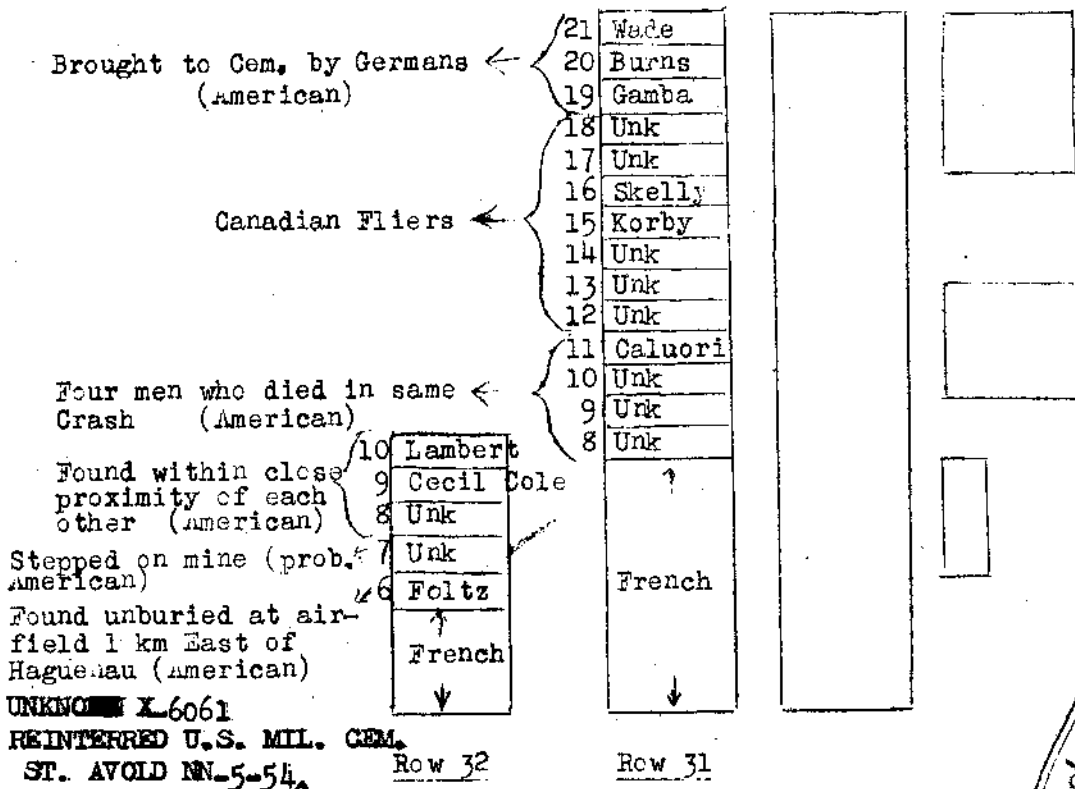 21 Wade
Brought to Cem. by Germans
20 Burns
(American)
19 Gamba
18 Unk
17 Unk
16 Skelly
Canadian Fliers
15 Korby
14 Unk
13 Unk
12 Unk
11 Caluori
Four men who died in same
10 Unk
Crash (American)
9 Unk
8 Unk
10 Lambert
Found within close
9 Cecil Cole
proximity of each
8 Unk
other (American)
7 Unk
Stepped on mine (prob.
American)
6 Foltz
French
Found unburied at air-
field 1 km East of
French
Haguenau (American)
UNKNOWN X-6061
REINTERRED U.S. MIL. CEM.
ST. AVOLD NN-5-54.
Row 32
Row 31